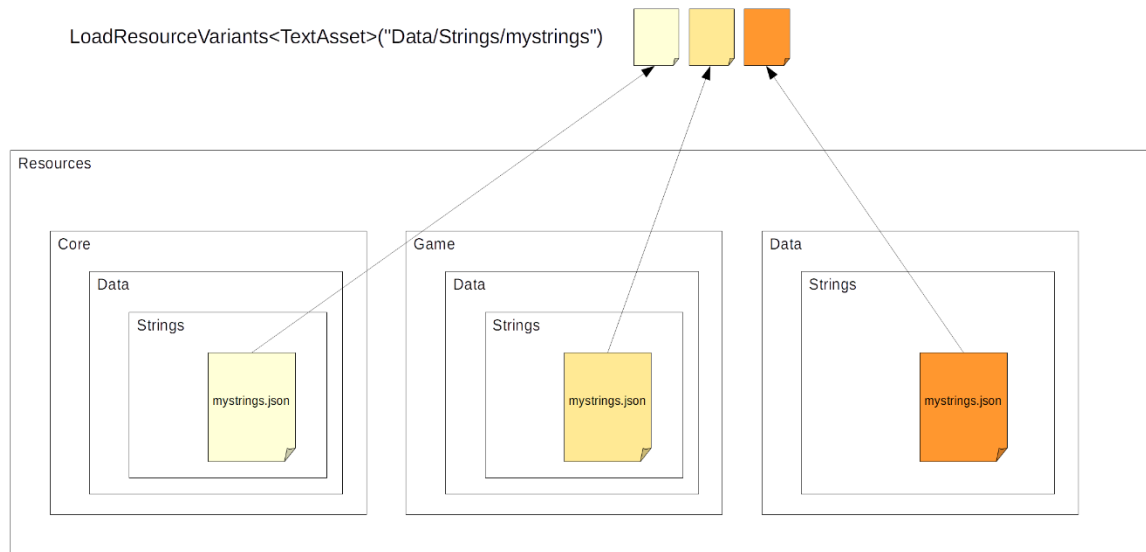 LoadResourceVariants<TextAsset>("Data/Strings/mystrings")
Resources
Core
Data
Strings
mystrings.json
Game
Data
Strings
mystrings.json
Data
Strings
mystrings.json